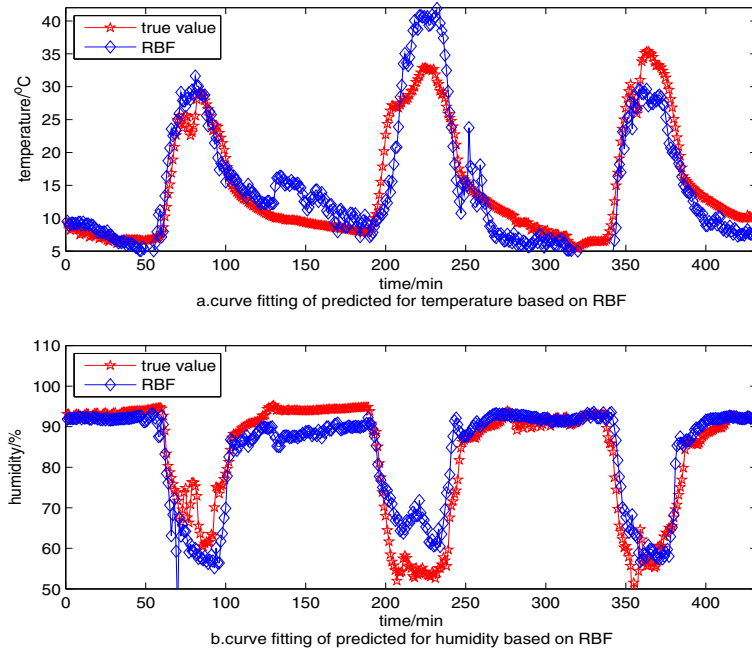 true value
RBF
40
35
30
25
20
15
10
5
temperature/ºC
0 50 100 150 200 250 300 350 400
time/min
a.curve fitting of predicted for temperature based on RBF
true value
RBF
110
100
90
80
70
60
50
humidity/%
0 50 100 150 200 250 300 350 400
time/min
b.curve fitting of predicted for humidity based on RBF